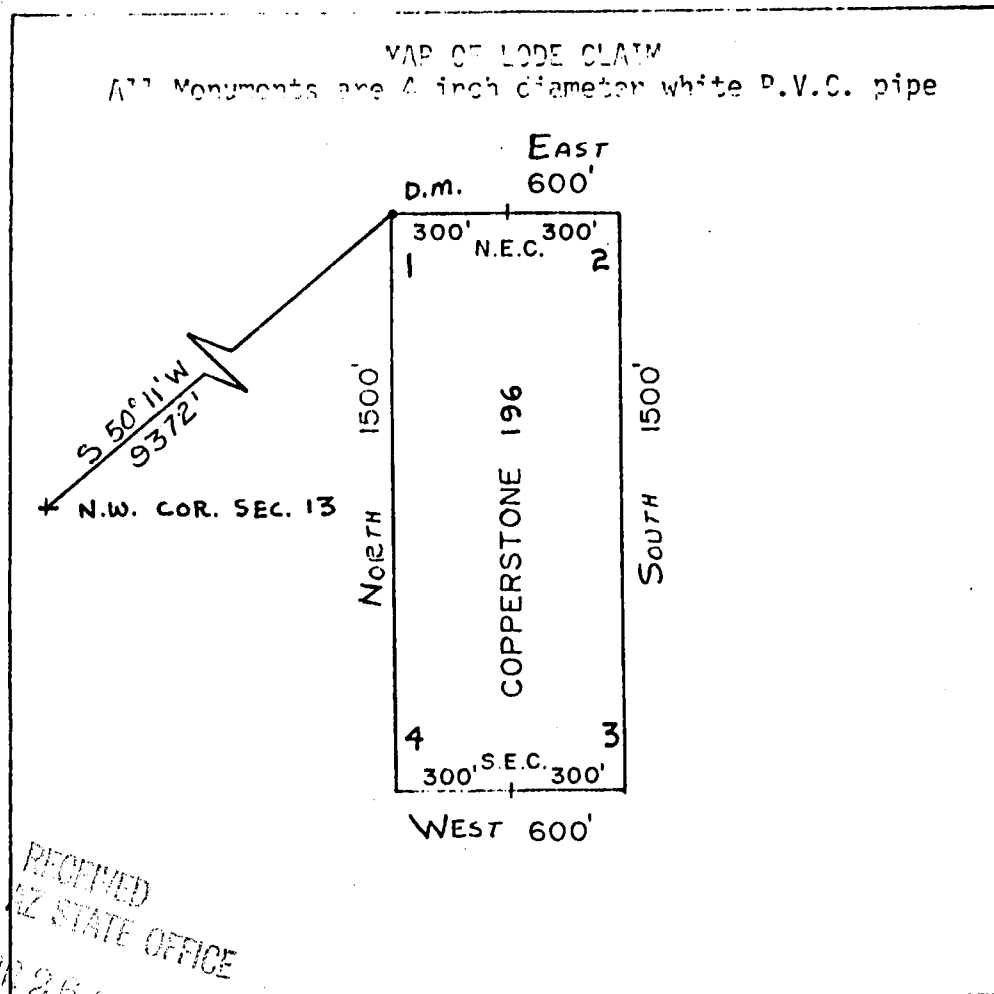 MAP OF LODE CLAIM
All Monuments are 4 inch diameter white P.V.C. pipe
EAST
600'
D.M.
300' 300'
N.E.C.
1 2
S 50° 11' W
9372'
N.W. COR. SEC. 13
NORTH 1500'
COPPERSTONE 196
SOUTH 1500'
4 3
S.E.C.
300' 300'
WEST 600'
RECEIVED
AZ STATE OFFICE
26